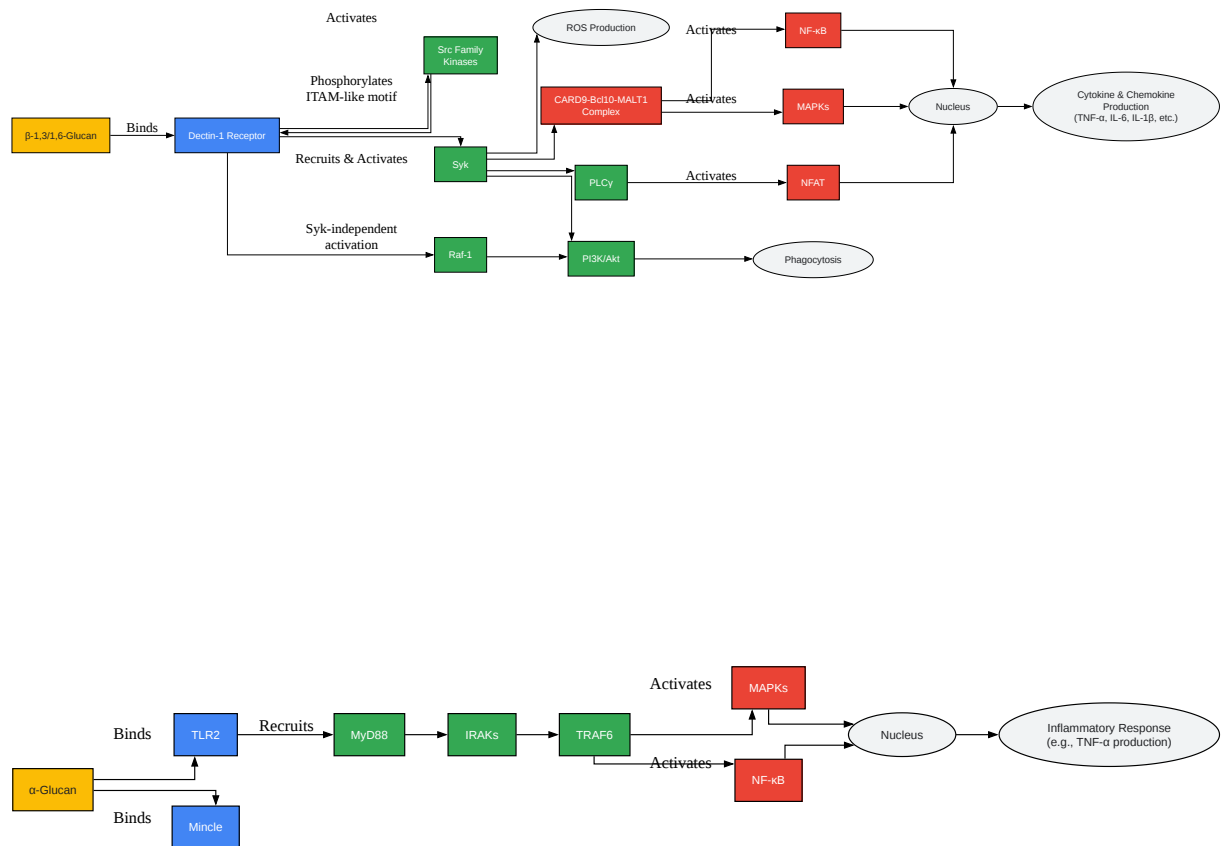 Activates
ROS Production
Activates
NF-κB
Src Family
Kinases
Phosphorylates
ITAM-like motif
CARD9-Bcl10-MALT1
Complex
Activates
MAPKs
Nucleus
Cytokine & Chemokine
Production
(TNF-α, IL-6, IL-1β, etc.)
β-1,3/1,6-Glucan
Binds
Dectin-1 Receptor
Recruits & Activates
Syk
PLCγ
Activates
NFAT
Syk-independent
activation
Raf-1
PI3K/Akt
Phagocytosis
Activates
MAPKs
Binds
TLR2
Recruits
MyD88
IRAKs
TRAF6
Nucleus
Inflammatory Response
(e.g., TNF-α production)
Activates
NF-κB
α-Glucan
Binds
Mincle